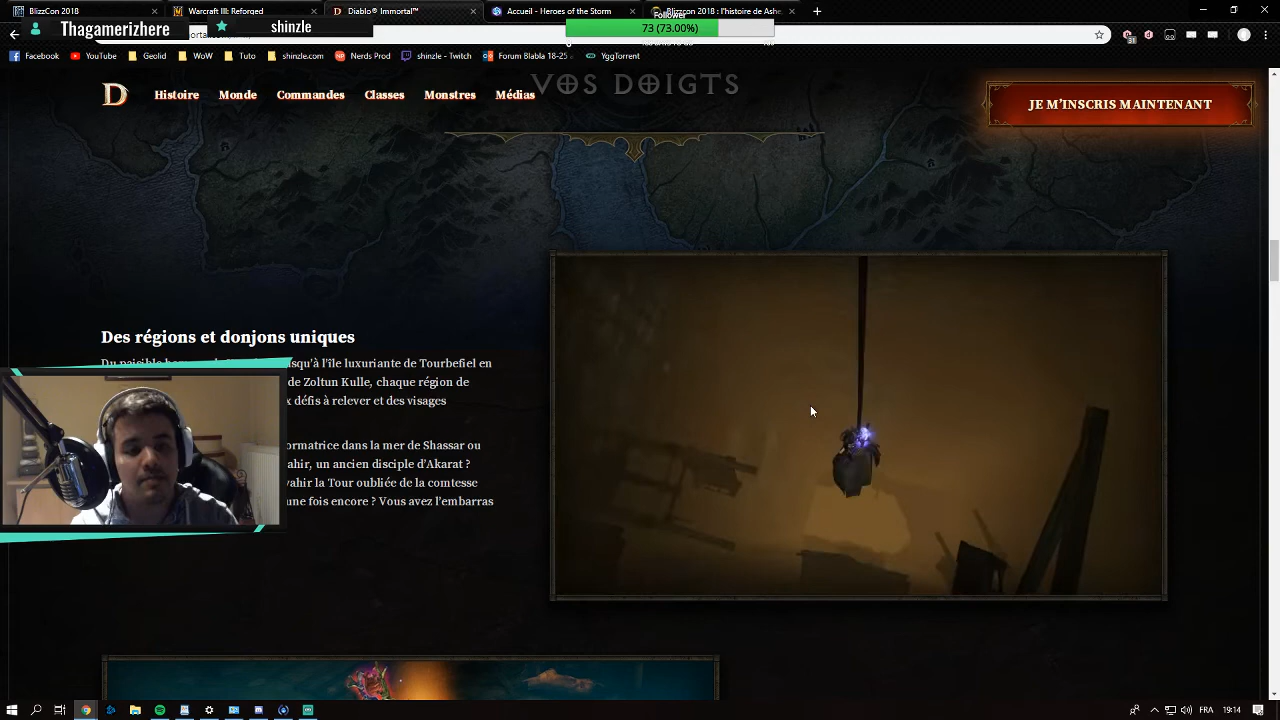 BlizzCon 2018
Warcraft III: Reforged
Diablo® Immortal™
Accueil - Heroes of the Storm
Blizzcon 2018 : l'histoire de Ashe
Thagamerizhere
shinzle
Follower
73 (73.00%)
Facebook
YouTube
Geolid
WoW
Tuto
shinzle.com
Nerds Prod
shinzle - Twitch
Forum Blabla 18-25
YggTorrent
VOS DOIGTS
Histoire
Monde
Commandes
Classes
Monstres
Médias
JE M'INSCRIS MAINTENANT
Des régions et donjons uniques
Du paisible jusqu'à l'île luxuriante de Tourbefiel en
de Zoltun Kulle, chaque région de
défis à relever et des visages
ormatrice dans la mer de Shassar ou
ahir, un ancien disciple d'Akarat ?
vahir la Tour oubliée de la comtesse
une fois encore ? Vous avez l'embarras
FRA
19:14